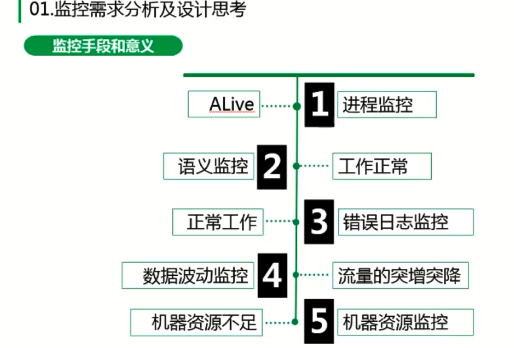 01.监控需求分析及设计思考
监控手段和意义
ALive 1 进程监控
语义监控 2 工作正常
正常工作 3 错误日志监控
数据波动监控 4 流量的突增突降
机器资源不足 5 机器资源监控